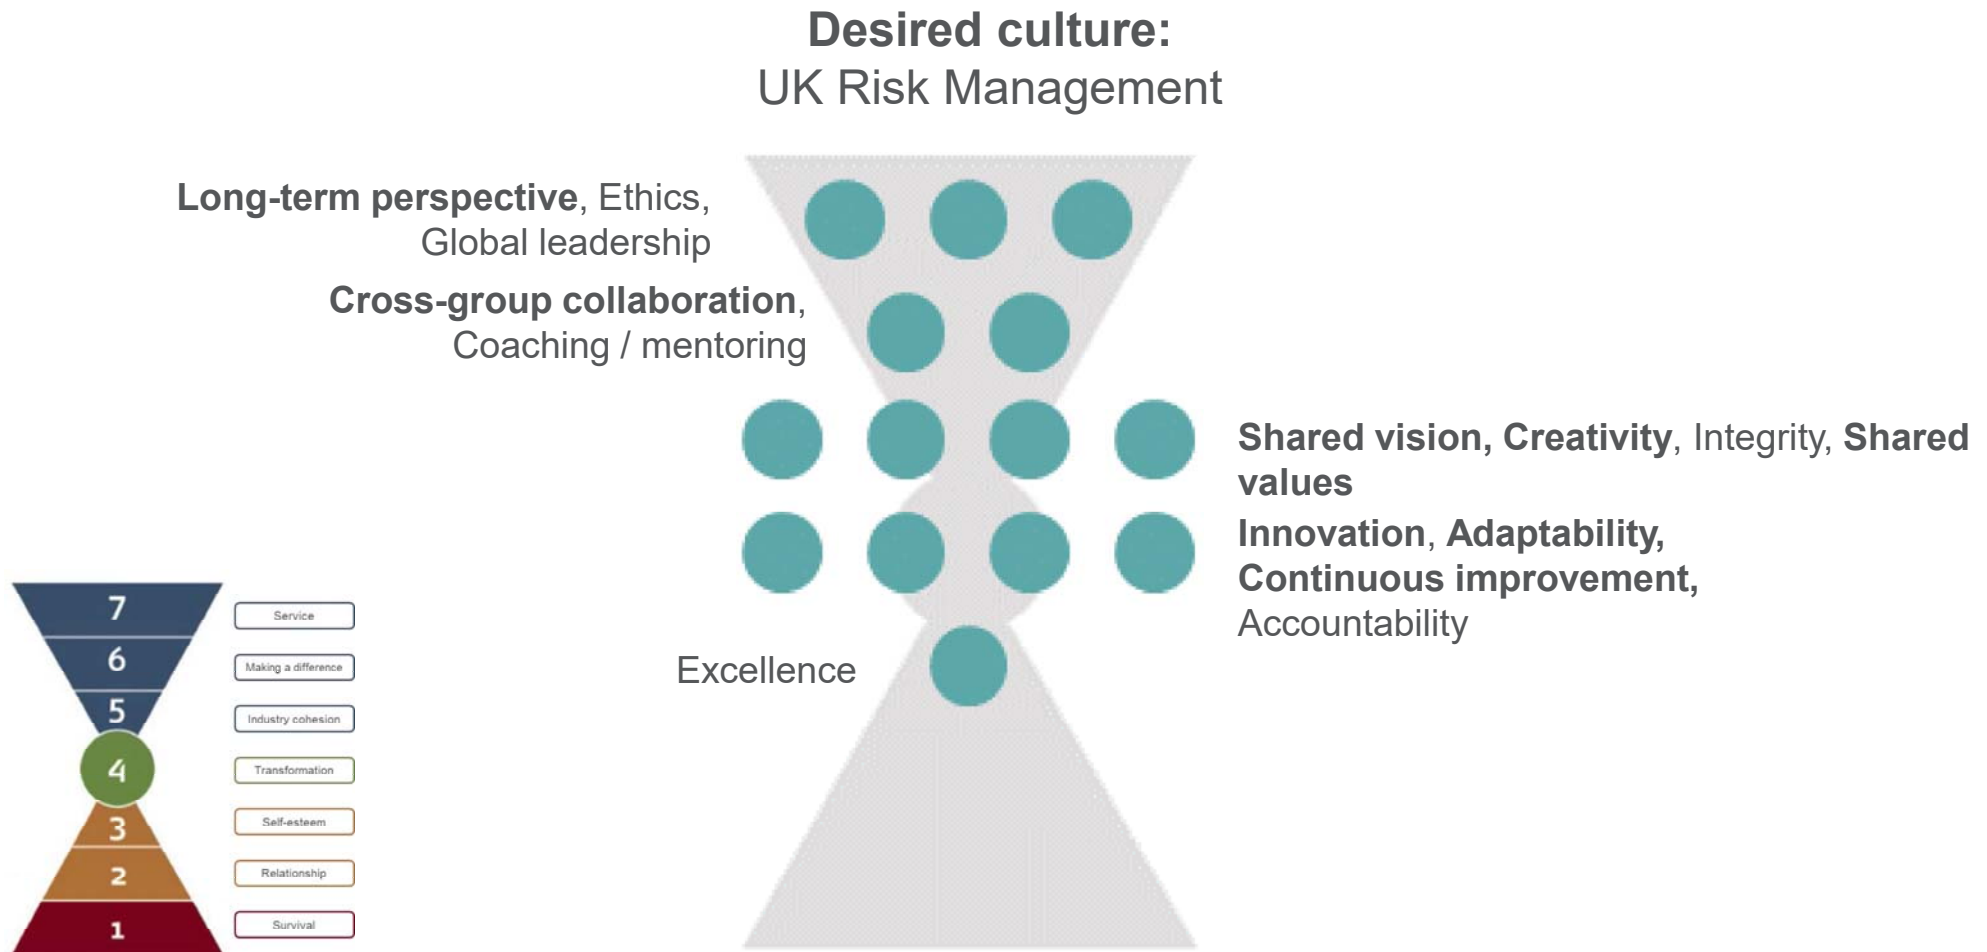 Desired culture:
UK Risk Management
Long-term perspective, Ethics,
Global leadership
Cross-group collaboration,
Coaching / mentoring
Shared vision, Creativity, Integrity, Shared
values
Innovation, Adaptability,
Continuous improvement,
Accountability
Excellence
7
Service
6
Making a difference
5
Industry cohesion
4
Transformation
3
Self-esteem
2
Relationship
1
Survival